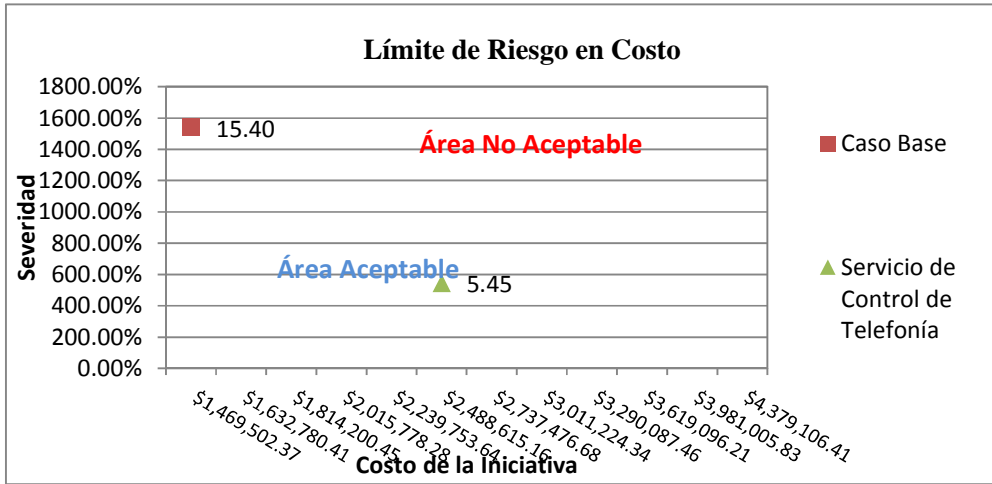 Límite de Riesgo en Costo
Severidad
1800.00%
1600.00%
1400.00%
1200.00%
1000.00%
800.00%
600.00%
400.00%
200.00%
0.00%
15.40
Área No Aceptable
Área Aceptable
5.45
Caso Base
Servicio de
Control de
Telefonía
$1,469,502.37
$1,632,780.41
$1,814,200.45
$2,015,778.28
$2,239,753.64
$2,488,615.16
$2,737,476.68
$3,011,224.34
$3,290,087.46
$3,619,096.21
$3,981,005.83
$4,379,106.41
Costo de la Iniciativa